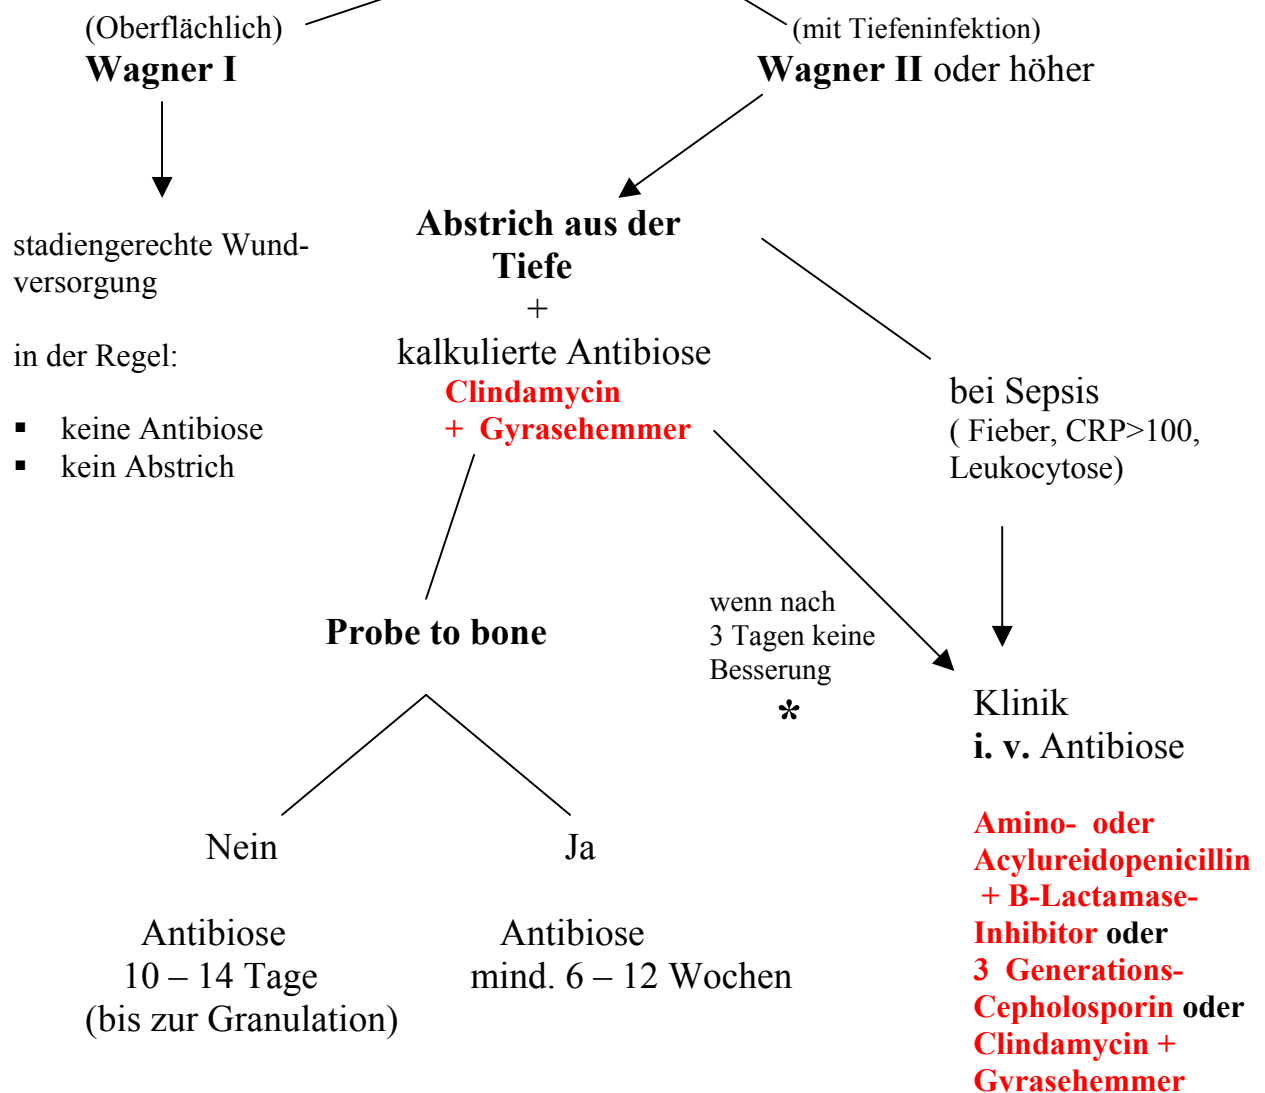 (Oberflächlich)
Wagner I
(mit Tiefeninfektion)
Wagner II oder höher
stadiengerechte Wund-
versorgung
in der Regel:
▪ keine Antibiose
▪ kein Abstrich
Abstrich aus der
Tiefe
+
kalkulierte Antibiose
Clindamycin
+ Gyrasehemmer
bei Sepsis
( Fieber, CRP>100,
Leukocytose)
Probe to bone
wenn nach
3 Tagen keine
Besserung
*
Nein
Ja
Antibiose
10 – 14 Tage
(bis zur Granulation)
Antibiose
mind. 6 – 12 Wochen
Klinik
i. v. Antibiose
Amino- oder
Acylureidopenicillin
+ B-Lactamase-
Inhibitor oder
3 Generations-
Cepholosporin oder
Clindamycin +
Gyrasehemmer